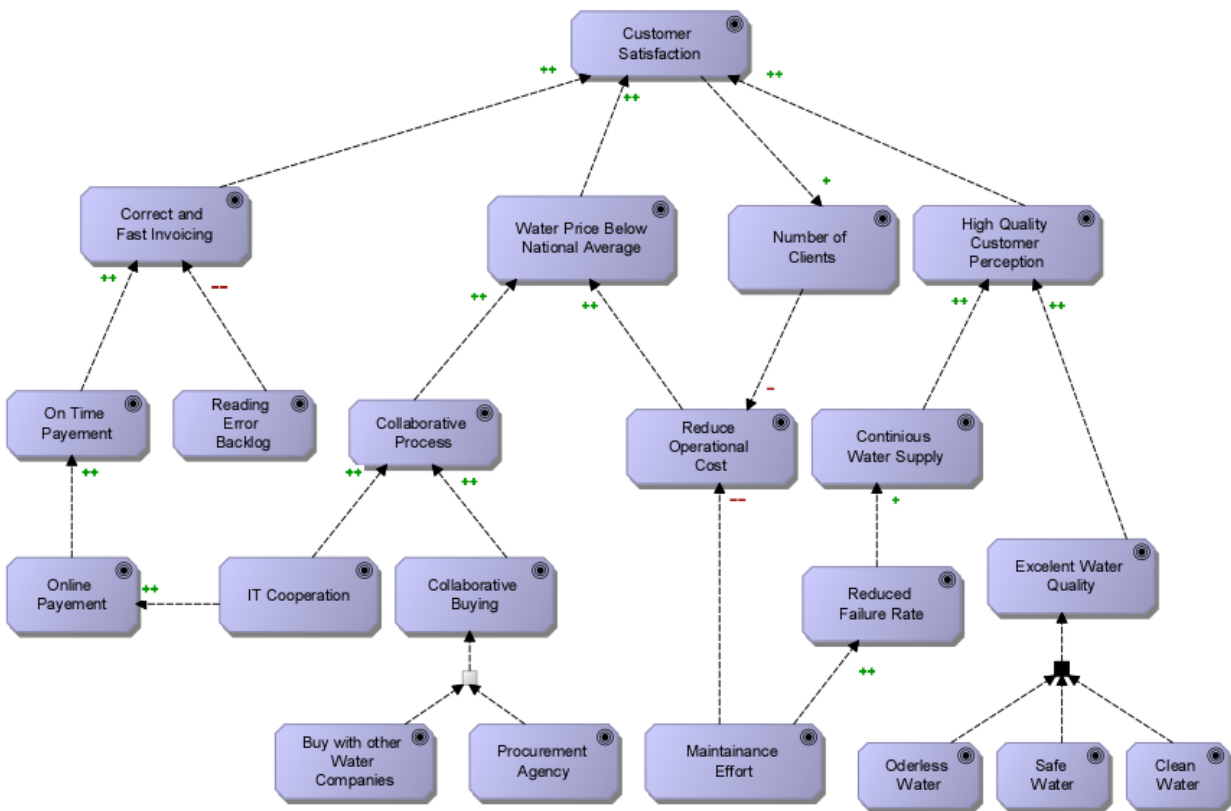 Customer
Satisfaction
++
++
++
+
Correct and
Fast Invoicing
Water Price Below
National Average
Number of
Clients
High Quality
Customer
Perception
++
--
++
++
++
++
-
On Time
Payement
Reading
Error
Backlog
Collaborative
Process
Reduce
Operational
Cost
Continious
Water Supply
++
++
++
--
+
Online
Payement
++
IT Cooperation
Collaborative
Buying
Reduced
Failure Rate
Excelent Water
Quality
++
Buy with other
Water
Companies
Procurement
Agency
Maintainance
Effort
Oderless
Water
Safe
Water
Clean
Water